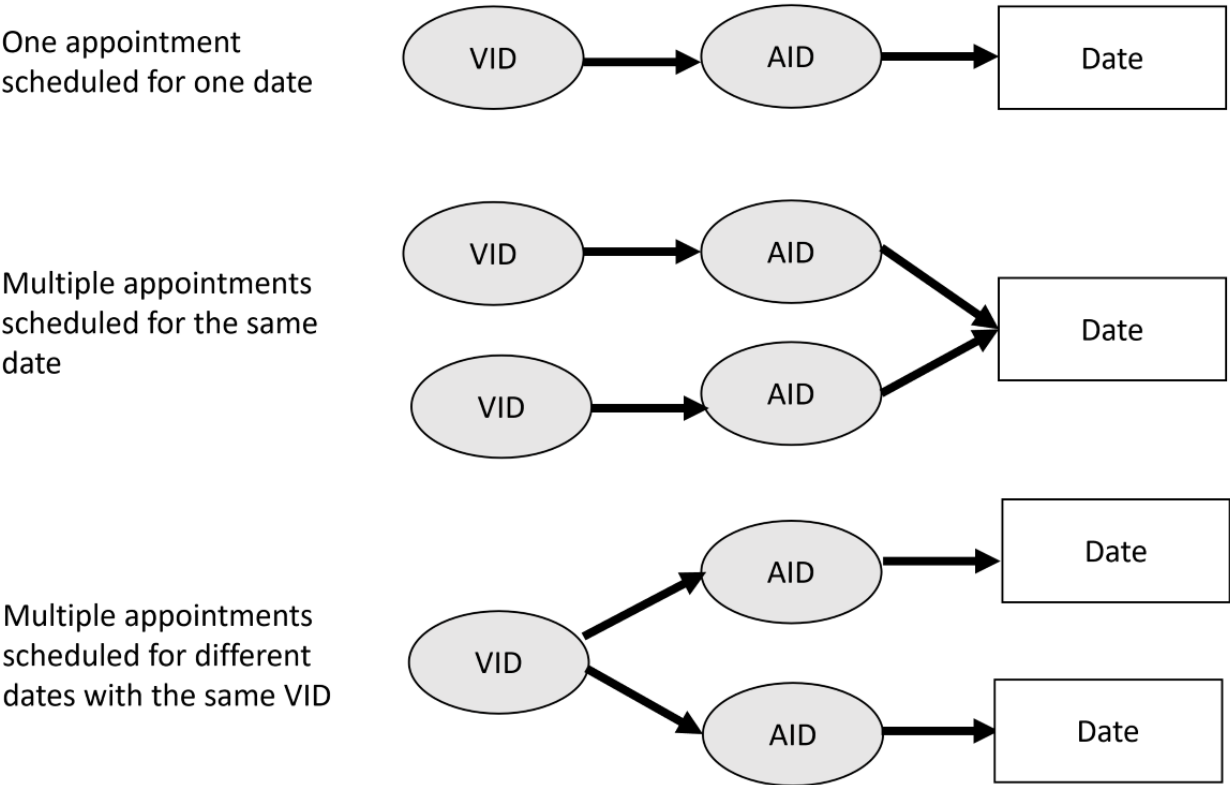 One appointment
scheduled for one date
VID
AID
Date
Multiple appointments
scheduled for the same
date
VID
AID
Date
VID
AID
Multiple appointments
scheduled for different
dates with the same VID
VID
AID
Date
AID
Date